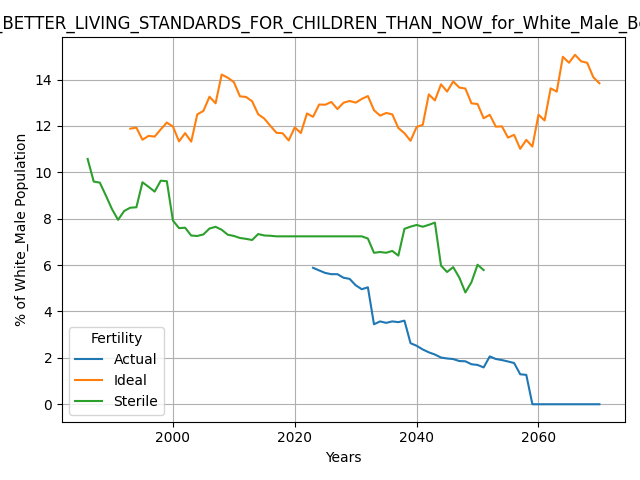 _BETTER_LIVING_STANDARDS_FOR_CHILDREN_THAN_NOW_for_White_Male_Be
% of White_Male Population
14
12
10
8
6
4
2
0
Fertility
Actual
Ideal
Sterile
2000 2020 2040 2060
Years